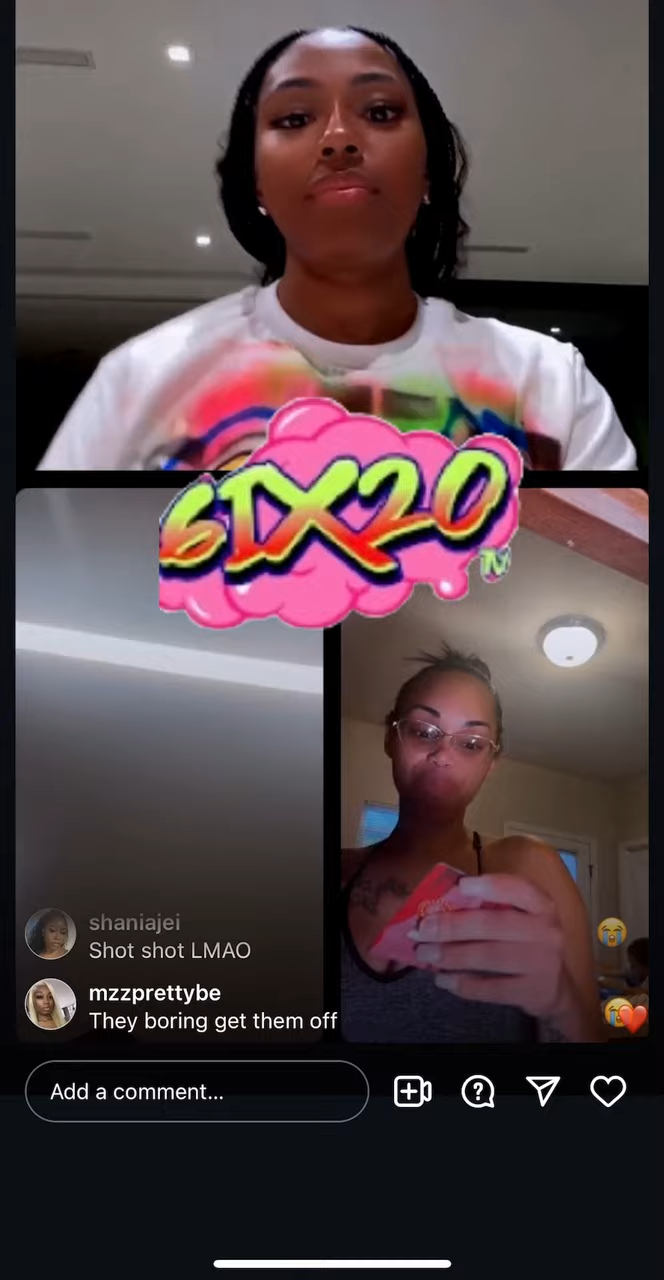 SIX20
TM
shaniajei
Shot shot LMAO
mzzprettybe
They boring get them off
Add a comment...